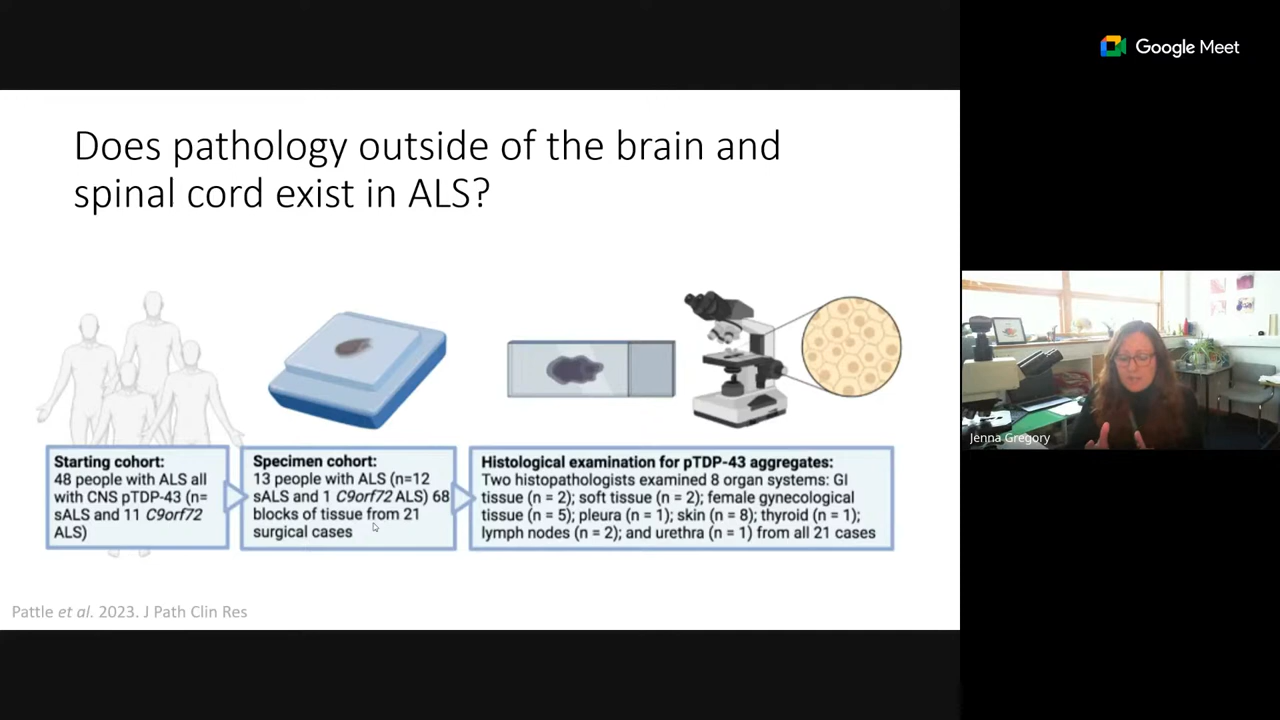 Google Meet
Does pathology outside of the brain and
spinal cord exist in ALS?
Starting cohort:
48 people with ALS all
with CNS pTDP-43 (n=
sALS and 11 C9orf72
ALS)
Specimen cohort:
13 people with ALS (n=12
sALS and 1 C9orf72 ALS) 68
blocks of tissue from 21
surgical cases
Histological examination for pTDP-43 aggregates:
Two histopathologists examined 8 organ systems: GI
tissue (n = 2); soft tissue (n = 2); female gynecological
tissue (n = 5); pleura (n = 1); skin (n = 8); thyroid (n = 1);
lymph nodes (n = 2); and urethra (n = 1) from all 21 cases
Pattle et al. 2023. J Path Clin Res
Jenna Gregory